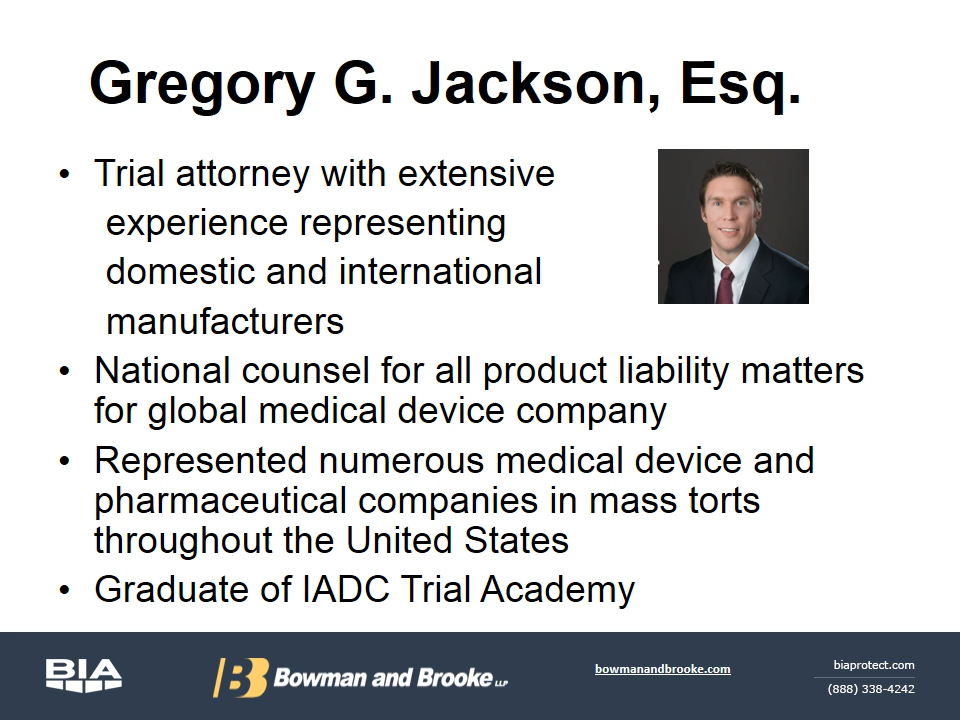 Gregory G. Jackson, Esq.
• Trial attorney with extensive
experience representing
domestic and international
manufacturers
• National counsel for all product liability matters
for global medical device company
• Represented numerous medical device and
pharmaceutical companies in mass torts
throughout the United States
• Graduate of IADC Trial Academy
BIA
B Bowman and Brooke LLP
bowmanandbrooke.com
biaprotect.com
(888) 338-4242